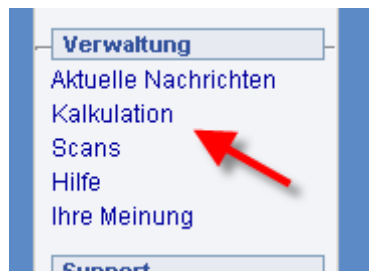 Verwaltung
Aktuelle Nachrichten
Kalkulation
Scans
Hilfe
Ihre Meinung
Support